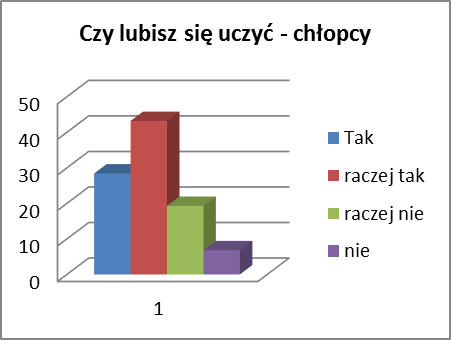 Czy lubisz się uczyć - chłopcy
50
40
30
20
10
0
1
Tak
raczej tak
raczej nie
nie